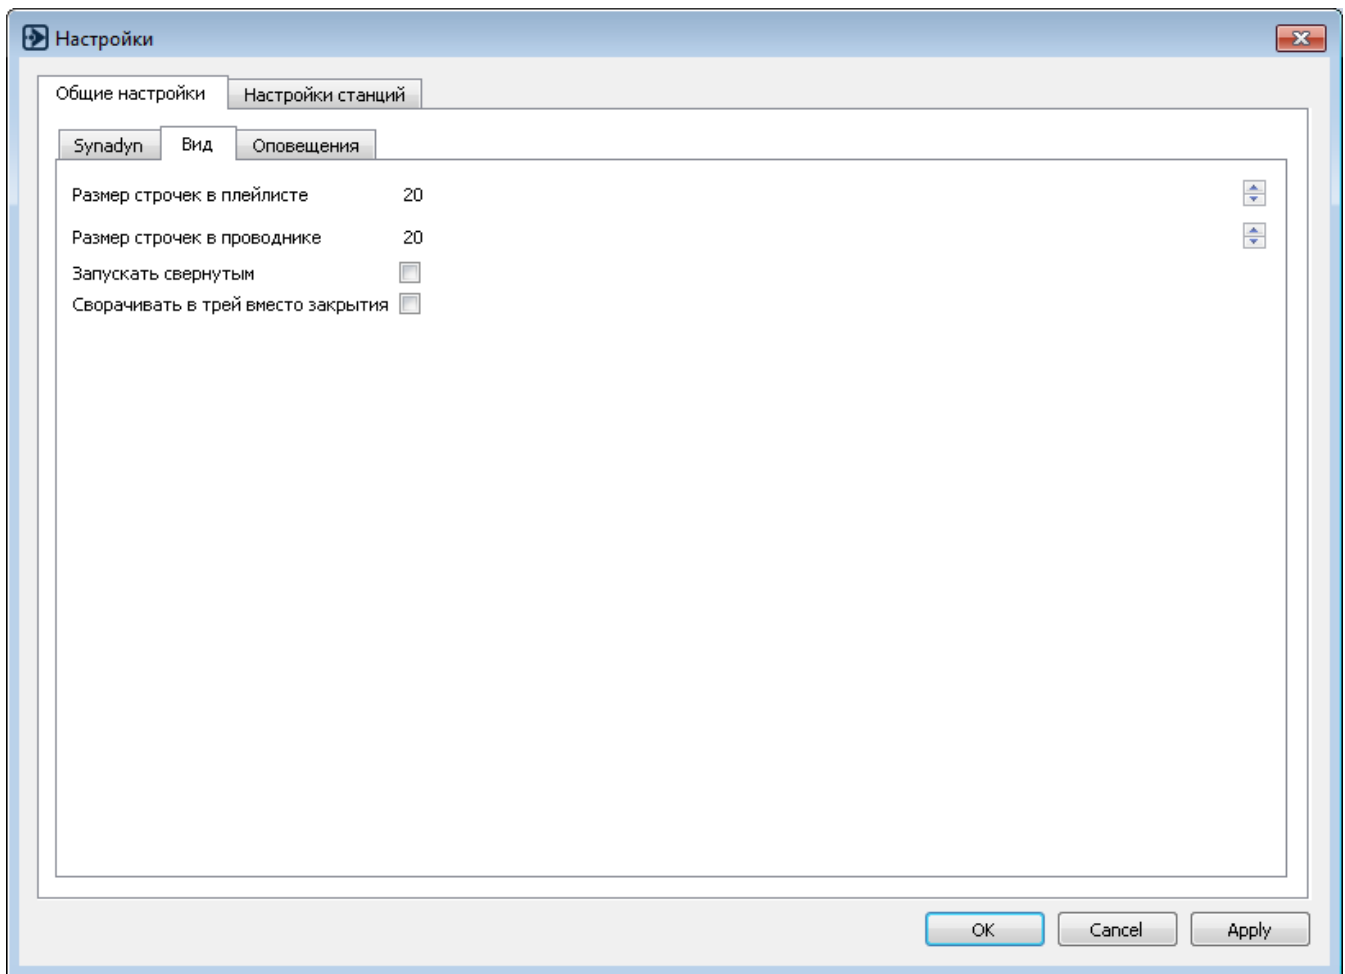 Настройки
Общие настройки
Настройки станций
Synadyn
Вид
Оповещения
Размер строчек в плейлисте 20
Размер строчек в проводнике 20
Запускать свернутым
Сворачивать в трей вместо закрытия
OK
Cancel
Apply